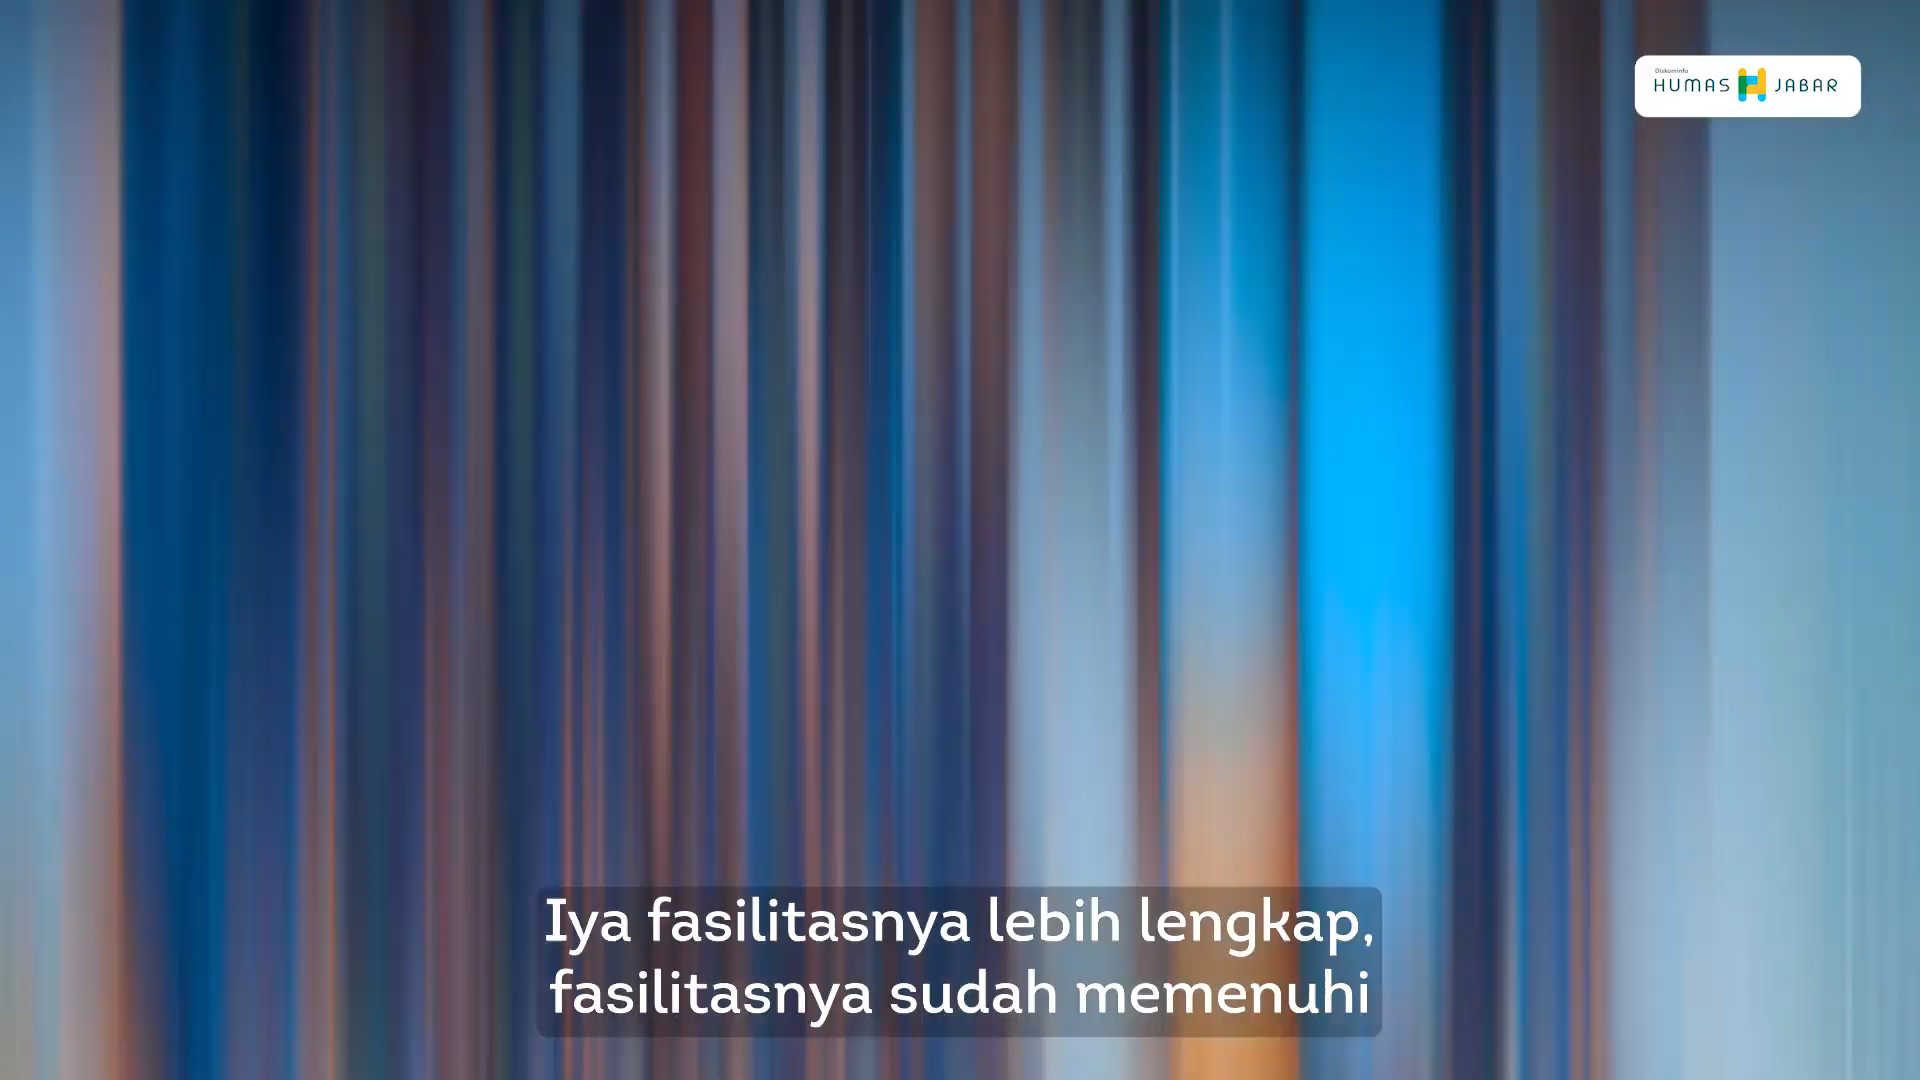 Diskominfo
HUMAS JABAR
Iya fasilitasnya lebih lengkap,
fasilitasnya sudah memenuhi